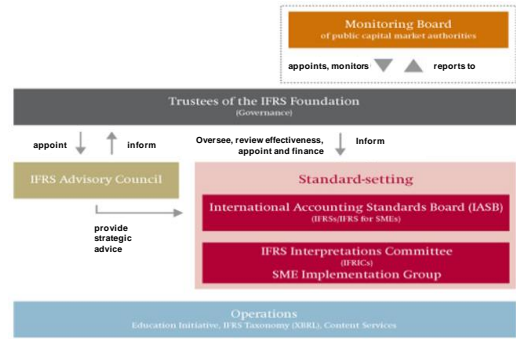 Monitoring Board
of public capital market authorities
appoints, monitors
reports to
Trustees of the IFRS Foundation
(Governance)
appoint
inform
Oversee, review effectiveness,
appoint and finance
Inform
IFRS Advisory Council
provide
strategic
advice
Standard-setting
International Accounting Standards Board (IASB)
(IFRSs/IFRS for SMEs)
IFRS Interpretations Committee
(IFRICs)
SME Implementation Group
Operations
Education Initiative, IFRS Taxonomy (XBRL), Content Services